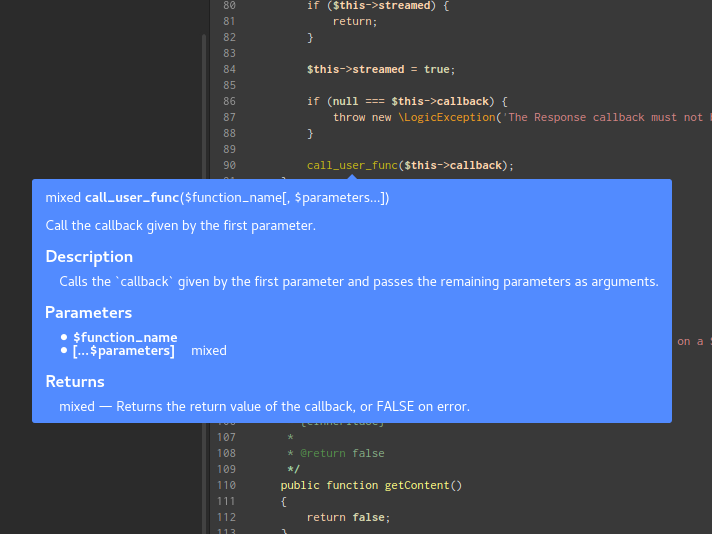 80 if ($this->streamed) {
81 return;
82 }
83
84 $this->streamed = true;
85
86 if (null === $this->callback) {
87 throw new \LogicException('The Response callback must not
88 }
89
90 call_user_func($this->callback);
mixed call_user_func($function_name[, $parameters...])
Call the callback given by the first parameter.
Description
Calls the `callback` given by the first parameter and passes the remaining parameters as arguments.
Parameters
• $function_name
• [...$parameters] mixed
on a
Returns
mixed — Returns the return value of the callback, or FALSE on error.
107 *
108 * @return false
109 */
110 public function getContent()
111 {
112 return false;
113 }